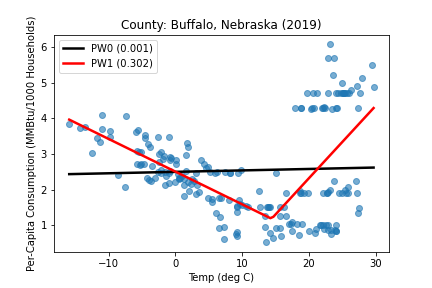 County: Buffalo, Nebraska (2019)
PW0 (0.001)
PW1 (0.302)
Per-Capita Consumption (MMBtu/1000 Households)
6
5
4
3
2
1
−10
0
10
20
30
Temp (deg C)